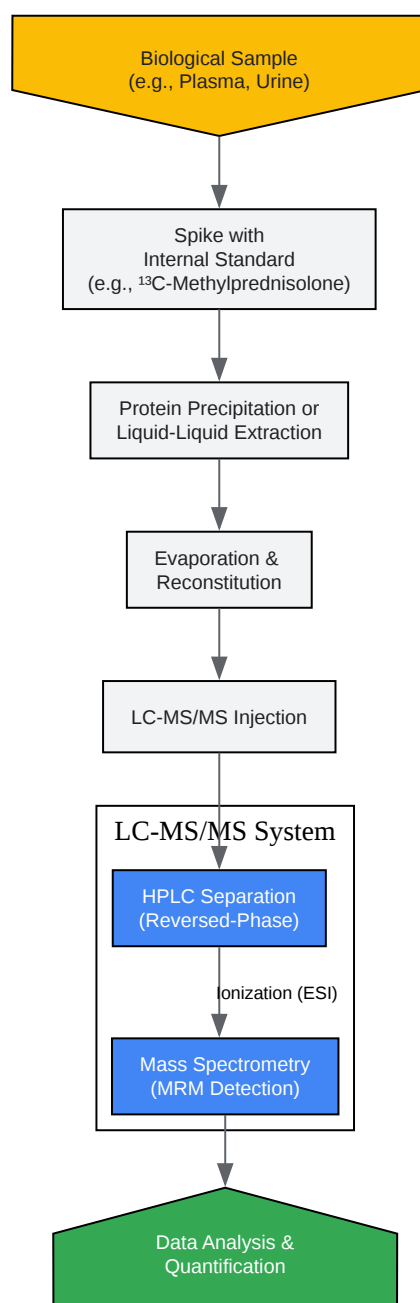 Biological Sample
(e.g., Plasma, Urine)
Spike with
Internal Standard
(e.g., ¹³C-Methylprednisolone)
Protein Precipitation or
Liquid-Liquid Extraction
Evaporation &
Reconstitution
LC-MS/MS Injection
LC-MS/MS System
HPLC Separation
(Reversed-Phase)
Ionization (ESI)
Mass Spectrometry
(MRM Detection)
Data Analysis &
Quantification